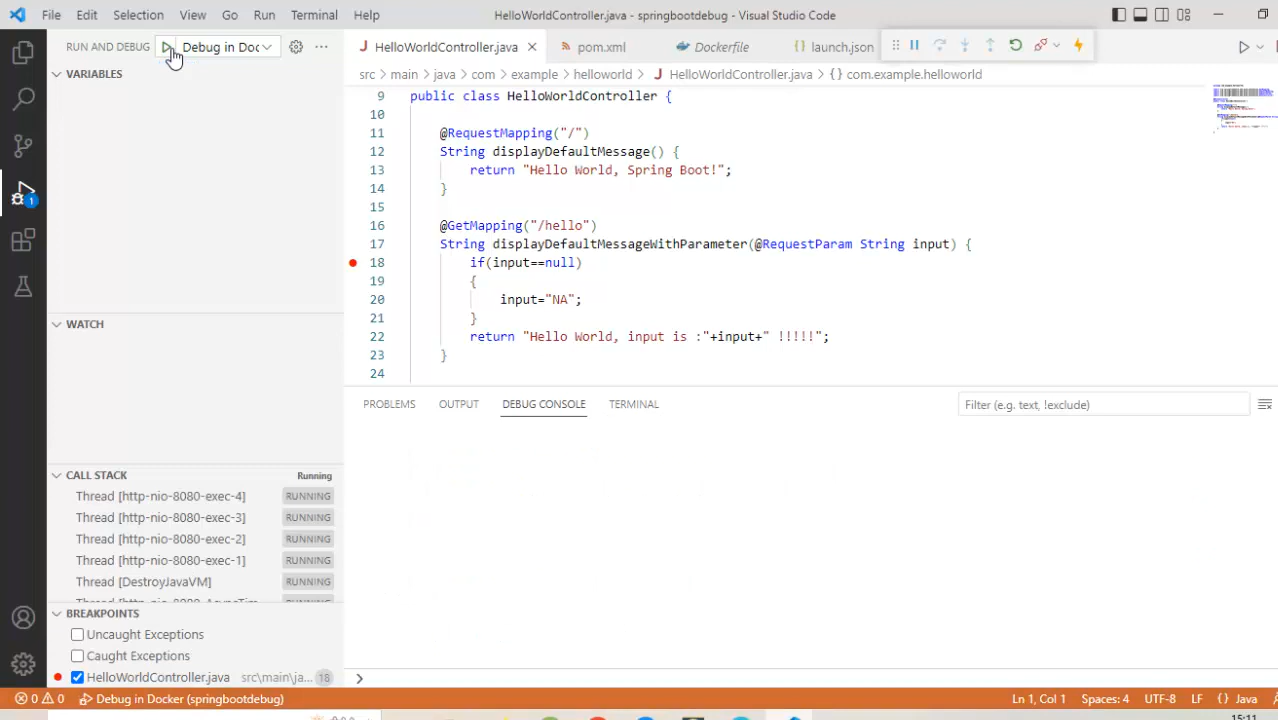 File Edit Selection View Go Run Terminal Help
HelloWorldController.java - springbootdebug - Visual Studio Code
RUN AND DEBUG
Debug in Doc
HelloWorldController.java
pom.xml
Dockerfile
launch.json
VARIABLES
src > main > java > com > example > helloworld > J HelloWorldController.java > {} com.example.helloworld
9 public class HelloWorldController {
10
11 @RequestMapping("/")
12 String displayDefaultMessage() {
13 return "Hello World, Spring Boot!";
14 }
15
16 @GetMapping("/hello")
17 String displayDefaultMessageWithParameter(@RequestParam String input) {
18 if(input==null)
19 {
20 input="NA";
21 }
22 return "Hello World, input is :"+input+" !!!!!";
23 }
24
1
WATCH
PROBLEMS OUTPUT DEBUG CONSOLE TERMINAL
Filter (e.g. text, !exclude)
CALL STACK Running
Thread [http-nio-8080-exec-4] RUNNING
Thread [http-nio-8080-exec-3] RUNNING
Thread [http-nio-8080-exec-2] RUNNING
Thread [http-nio-8080-exec-1] RUNNING
Thread [DestroyJavaVM] RUNNING
BREAKPOINTS
Uncaught Exceptions
Caught Exceptions
HelloWorldController.java src\main\ja... 18
0 0 Debug in Docker (springbootdebug)
Ln 1, Col 1 Spaces: 4 UTF-8 LF {} Java
15:11